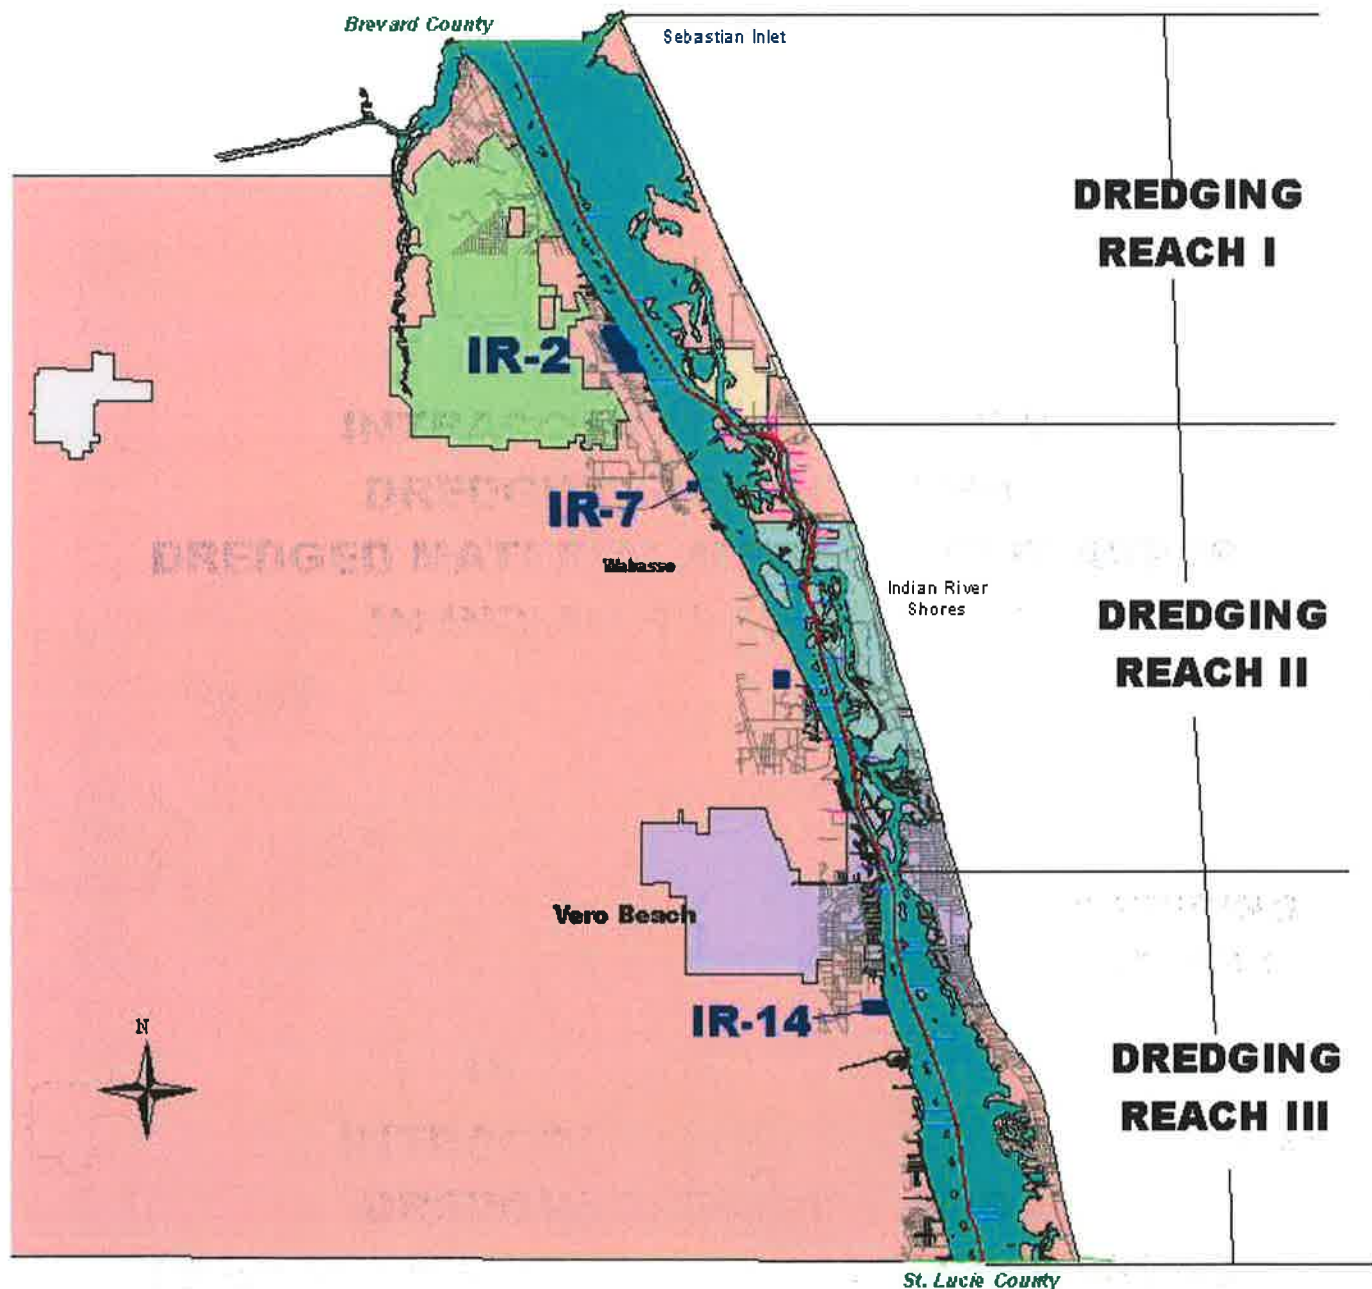 Brevard County
Sebastian Inlet
DREDGING
REACH I
IR-2
IR-7
Wabasso
Indian River
Shores
DREDGING
REACH II
Vero Beach
IR-14
N
DREDGING
REACH III
St. Lucie County